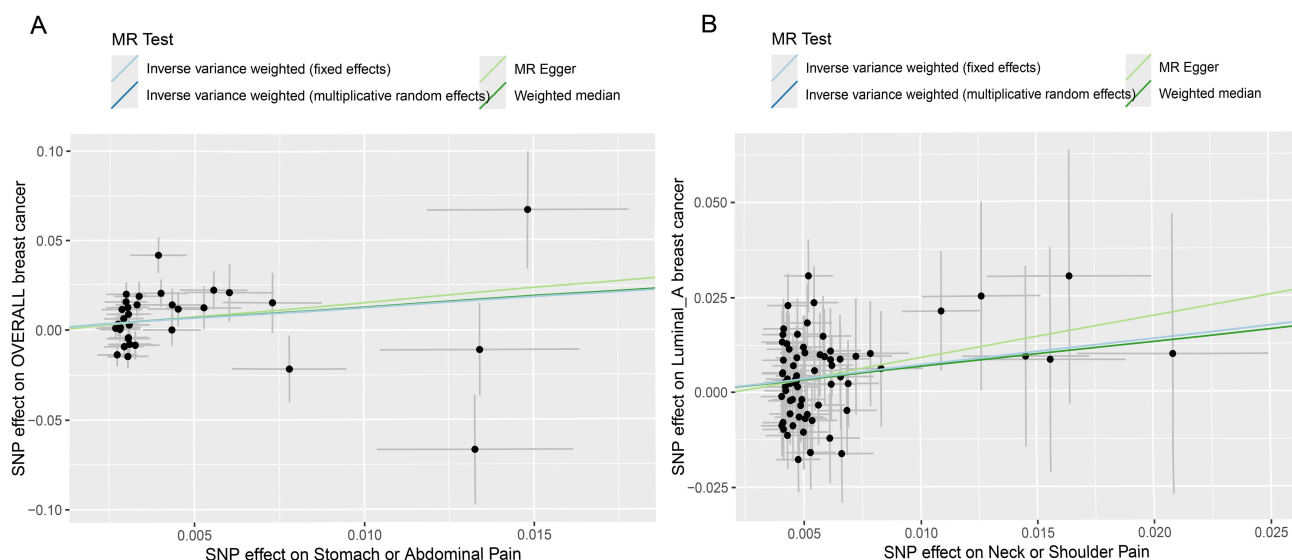 A
MR Test
Inverse variance weighted (fixed effects)
MR Egger
Inverse variance weighted (multiplicative random effects)
Weighted median
SNP effect on OVERALL breast cancer
0.10
0.05
0.00
−0.05
−0.10
0.005
0.010
0.015
SNP effect on Stomach or Abdominal Pain
B
MR Test
Inverse variance weighted (fixed effects)
MR Egger
Inverse variance weighted (multiplicative random effects)
Weighted median
SNP effect on Luminal_A breast cancer
0.050
0.025
0.000
−0.025
0.005
0.010
0.015
0.020
0.025
SNP effect on Neck or Shoulder Pain